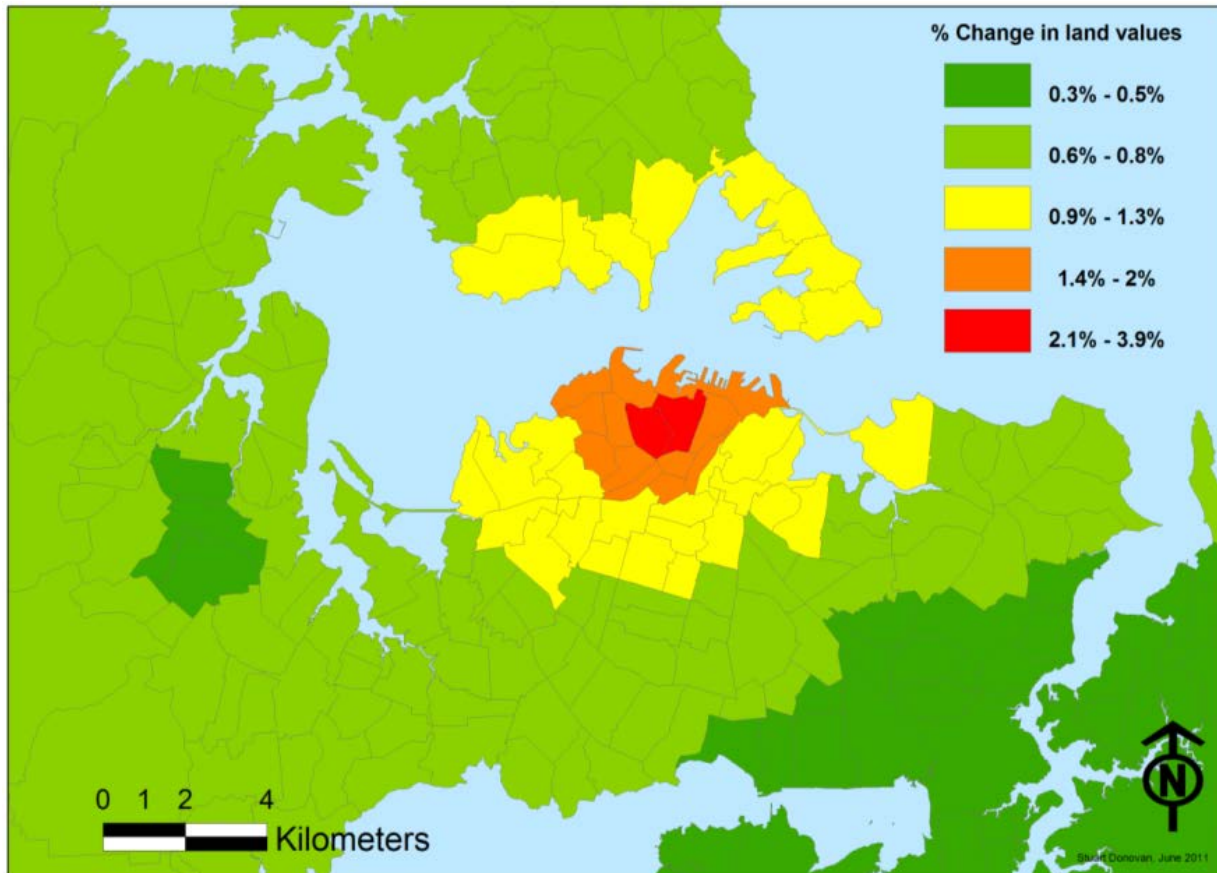 % Change in land values
0.3% - 0.5%
0.6% - 0.8%
0.9% - 1.3%
1.4% - 2%
2.1% - 3.9%
0 1 2 4
Kilometers
N
Stuart Donovan, June 2011